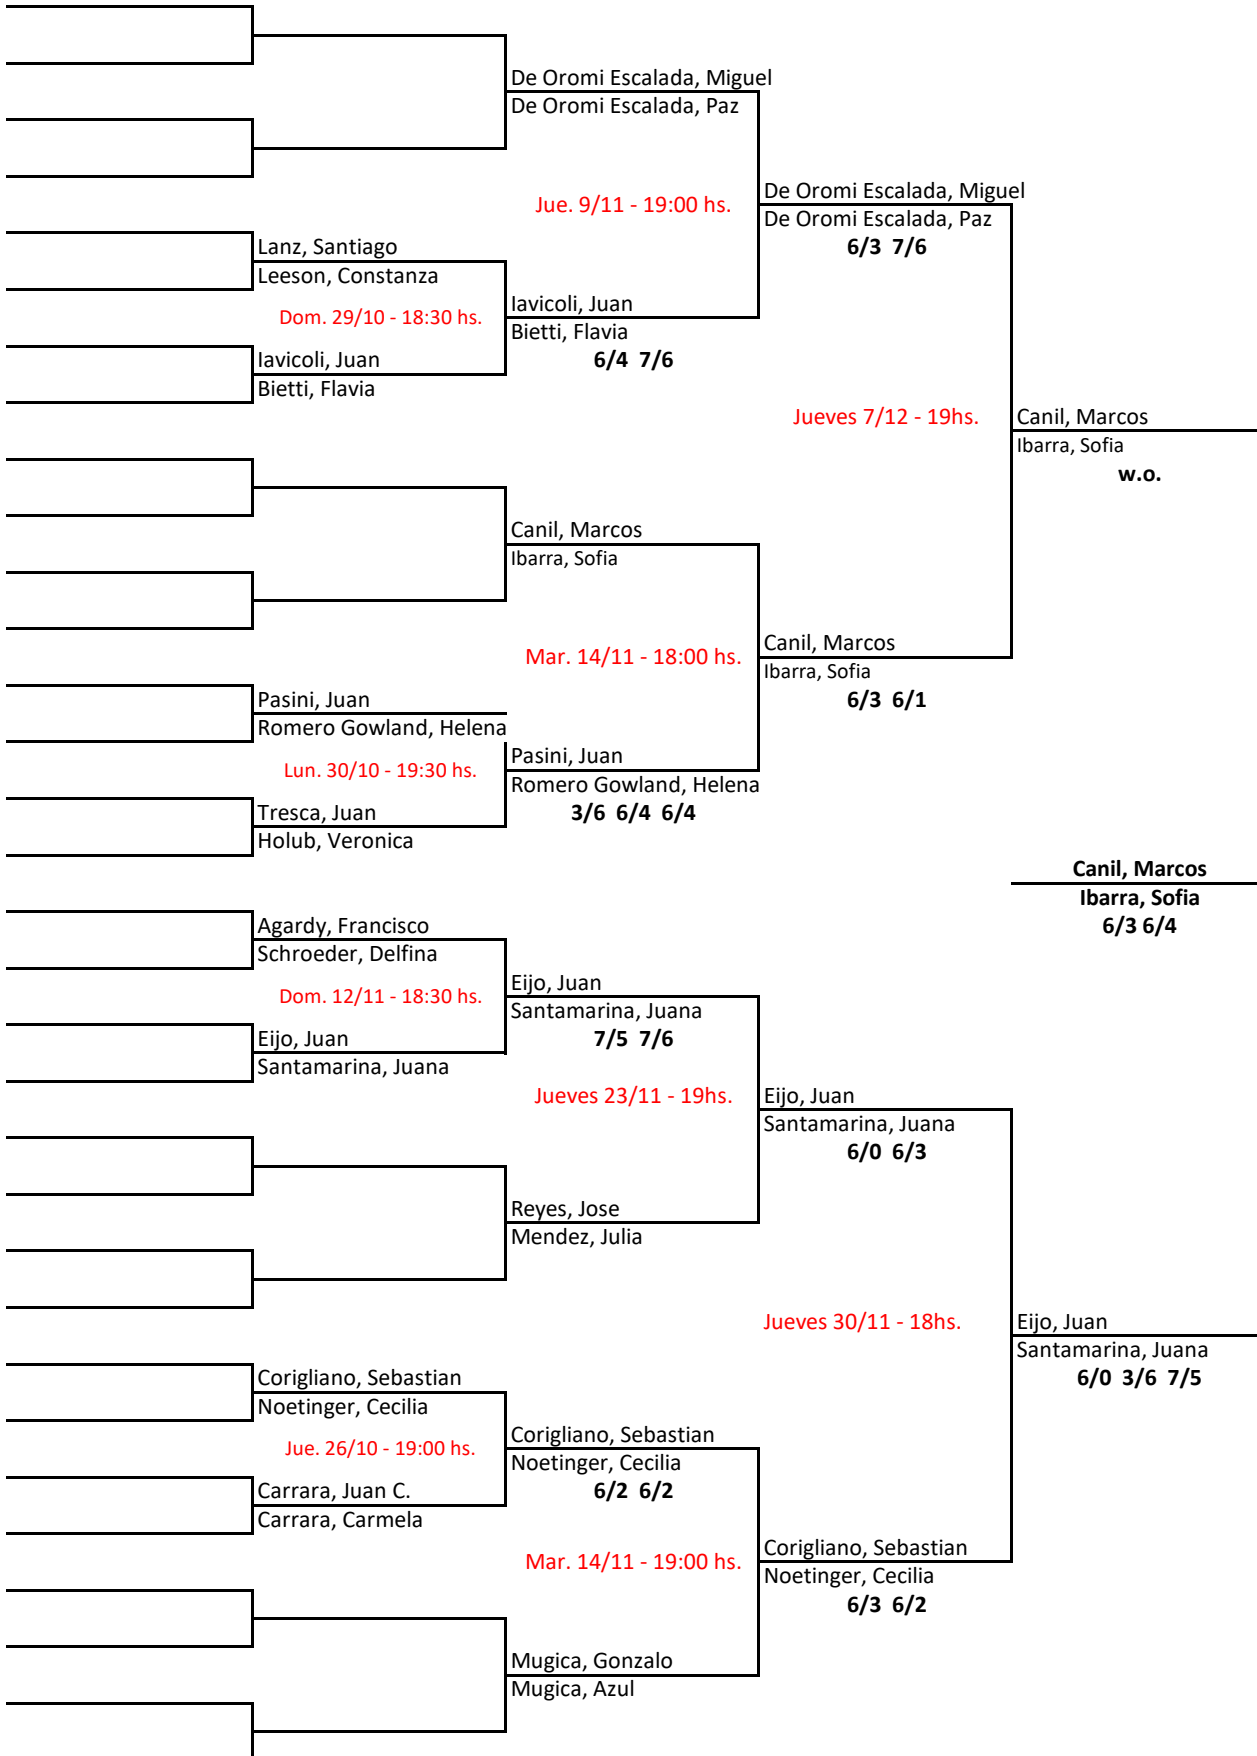 De Oromi Escalada, Miguel
De Oromi Escalada, Paz
Jue. 9/11 - 19:00 hs.
De Oromi Escalada, Miguel
De Oromi Escalada, Paz
6/3 7/6
Lanz, Santiago
Leeson, Constanza
Dom. 29/10 - 18:30 hs.
Iavicoli, Juan
Bietti, Flavia
6/4 7/6
Iavicoli, Juan
Bietti, Flavia
Jueves 7/12 - 19hs.
Canil, Marcos
Ibarra, Sofia
w.o.
Canil, Marcos
Ibarra, Sofia
Mar. 14/11 - 18:00 hs.
Canil, Marcos
Ibarra, Sofia
6/3 6/1
Pasini, Juan
Romero Gowland, Helena
Lun. 30/10 - 19:30 hs.
Pasini, Juan
Romero Gowland, Helena
3/6 6/4 6/4
Tresca, Juan
Holub, Veronica
Canil, Marcos
Ibarra, Sofia
6/3 6/4
Agardy, Francisco
Schroeder, Delfina
Dom. 12/11 - 18:30 hs.
Eijo, Juan
Santamarina, Juana
7/5 7/6
Eijo, Juan
Santamarina, Juana
Jueves 23/11 - 19hs.
Eijo, Juan
Santamarina, Juana
6/0 6/3
Reyes, Jose
Mendez, Julia
Jueves 30/11 - 18hs.
Eijo, Juan
Santamarina, Juana
6/0 3/6 7/5
Corigliano, Sebastian
Noetinger, Cecilia
Jue. 26/10 - 19:00 hs.
Corigliano, Sebastian
Noetinger, Cecilia
6/2 6/2
Carrara, Juan C.
Carrara, Carmela
Mar. 14/11 - 19:00 hs.
Corigliano, Sebastian
Noetinger, Cecilia
6/3 6/2
Mugica, Gonzalo
Mugica, Azul